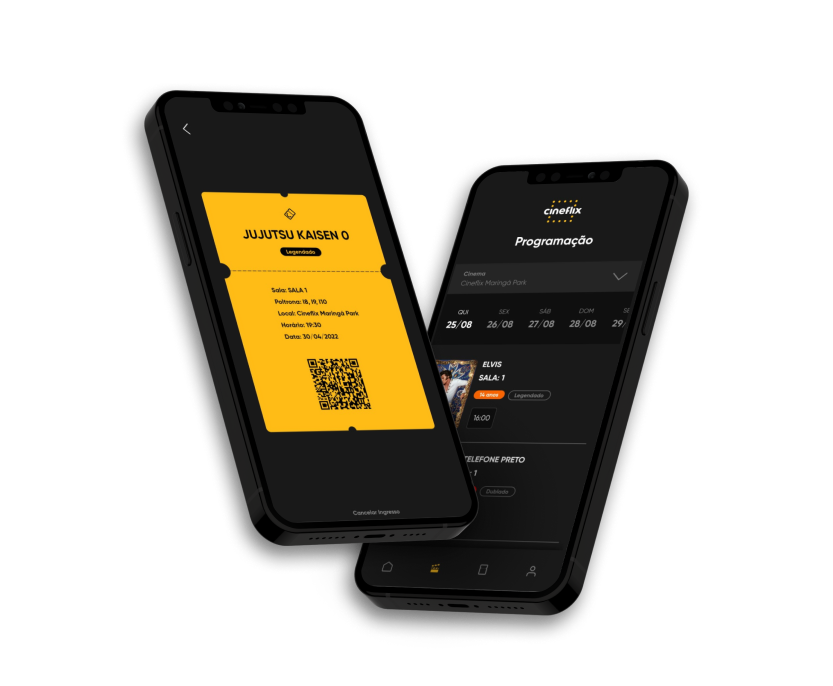 JUJUTSU KAISEN 0
Legendado
Sala: SALA 1
Poltrona: I8, I9, I10
Local: Cineflix Maringá Park
Horário: 19:30
Data: 30/04/2022
Cancelar Ingresso
cineflix
Programação
Cinema
Cineflix Maringá Park
QUI
25/08
SEX
26/08
SÁB
27/08
DOM
28/08
SE
29/
ELVIS
SALA: 1
14 anos
Legendado
16:00
TELEFONE PRETO
: 1
Dublado